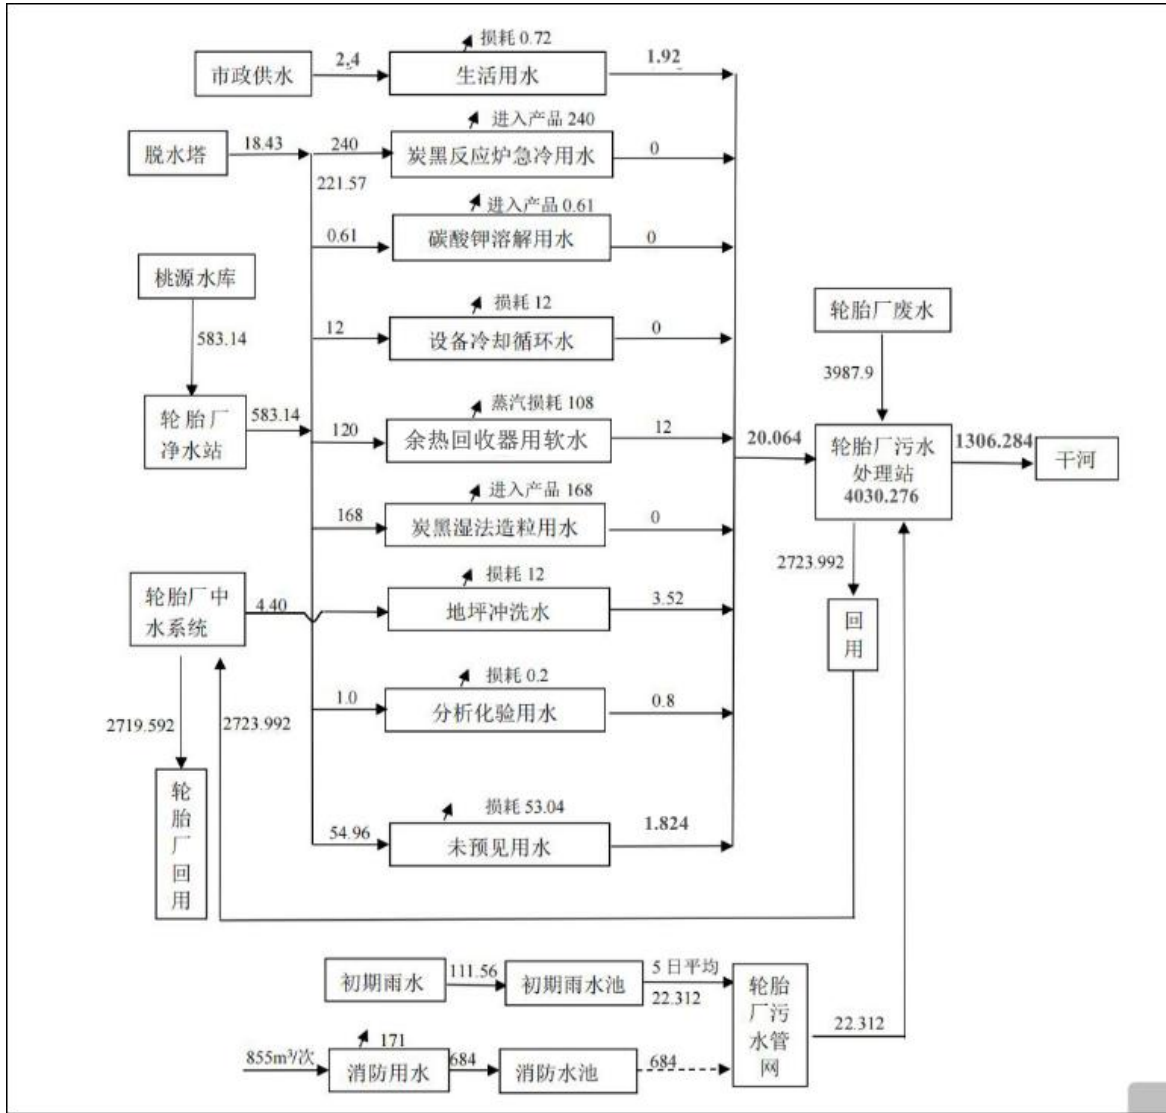 损耗 0.72
市政供水
2.4
生活用水
1.92
进入产品 240
脱水塔
18.43
240
炭黑反应炉急冷用水
0
221.57
进入产品 0.61
0.61
碳酸钾溶解用水
0
桃源水库
损耗 12
轮胎厂废水
583.14
12
设备冷却循环水
0
3987.9
蒸汽损耗 108
轮胎厂
净水站
583.14
120
余热回收器用软水
12
20.064
轮胎厂污水
处理站
4030.276
1306.284
干河
进入产品 168
168
炭黑湿法造粒用水
0
2723.992
损耗 12
轮胎厂中
水系统
4.40
地坪冲洗水
3.52
回
用
损耗 0.2
1.0
分析化验用水
0.8
2719.592
2723.992
轮
胎
厂
回
用
损耗 53.04
54.96
未预见用水
1.824
初期雨水
111.56
初期雨水池
5 日平均
22.312
轮胎
厂污
水管
网
22.312
855m³/次
171
消防用水
684
消防水池
684